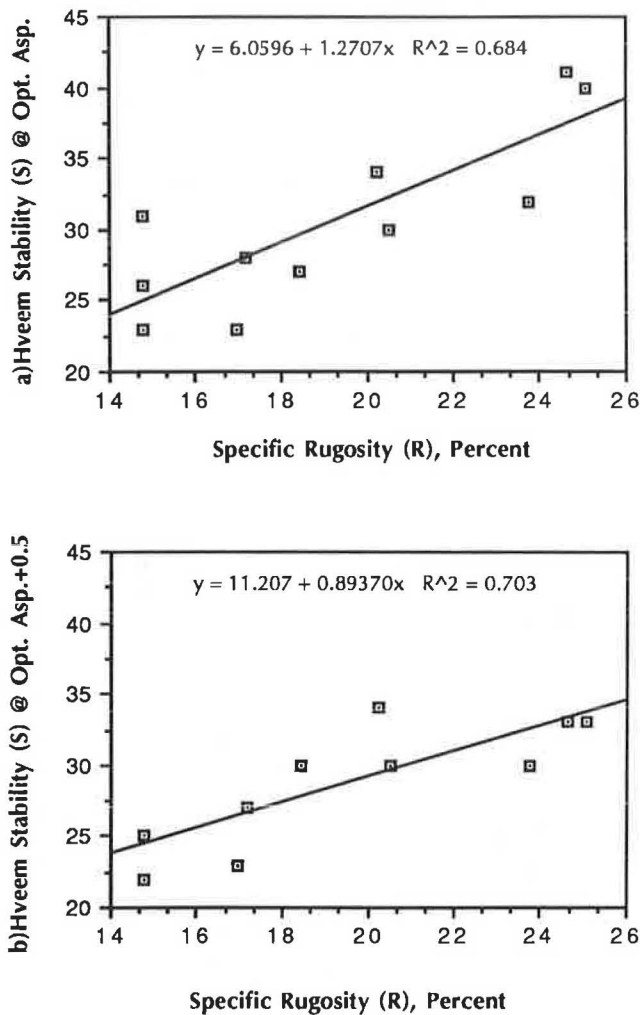 y = 6.0596 + 1.2707x R^2 = 0.684
a)Hveem Stability (S) @ Opt. Asp.
45
40
35
30
25
20
14 16 18 20 22 24 26
Specific Rugosity (R), Percent
y = 11.207 + 0.89370x R^2 = 0.703
b)Hveem Stability (S) @ Opt. Asp.+0.5
45
40
35
30
25
20
14 16 18 20 22 24 26
Specific Rugosity (R), Percent